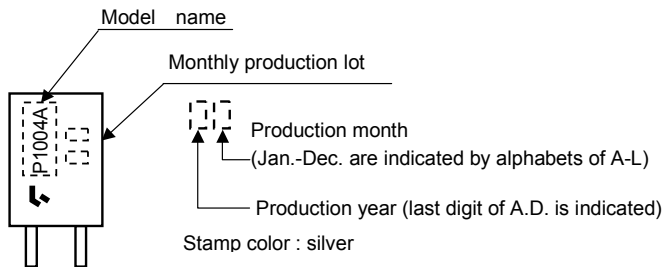 Model name
Monthly production lot
P1004A
Production month
(Jan.-Dec. are indicated by alphabets of A-L)
Production year (last digit of A.D. is indicated)
Stamp color : silver